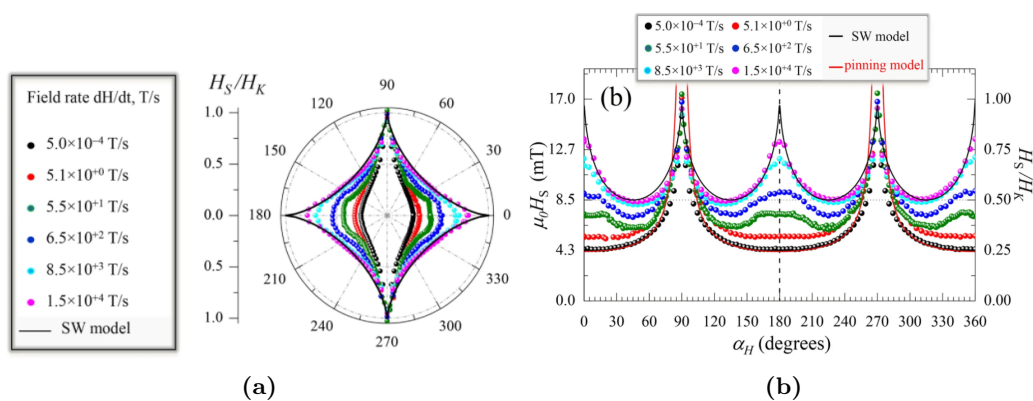 Field rate dH/dt, T/s
5.0×10⁻⁴ T/s
5.1×10⁺⁰ T/s
5.5×10⁺¹ T/s
6.5×10⁺² T/s
8.5×10⁺³ T/s
1.5×10⁺⁴ T/s
SW model
H_S/H_K
1.0
0.5
0.0
0.5
1.0
90
120
60
150
30
180
0
210
330
240
300
270
(a)
5.0×10⁻⁴ T/s 5.1×10⁺⁰ T/s
5.5×10⁺¹ T/s 6.5×10⁺² T/s
8.5×10⁺³ T/s 1.5×10⁺⁴ T/s
SW model
pinning model
(b)
μ₀H_S (mT)
17.0
12.7
8.5
4.3
0.0
1.00
0.75
0.50
0.25
0.00
H_S/H_K
0 30 60 90 120 150 180 210 240 270 300 330 360
α_H (degrees)
(b)